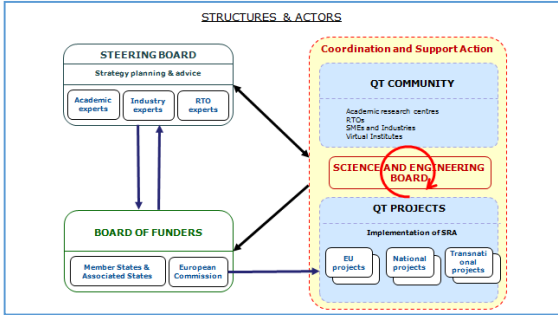 STRUCTURES & ACTORS
STEERING BOARD
Strategy planning & advice
Academic
experts
Industry
experts
RTO
experts
BOARD OF FUNDERS
Member States &
Associated States
European
Commission
Coordination and Support Action
QT COMMUNITY
Academic research centres
RTOs
SMEs and Industries
Virtual Institutes
SCIENCE AND ENGINEERING
BOARD
QT PROJECTS
Implementation of SRA
EU
projects
National
projects
Transnati
onal
projects